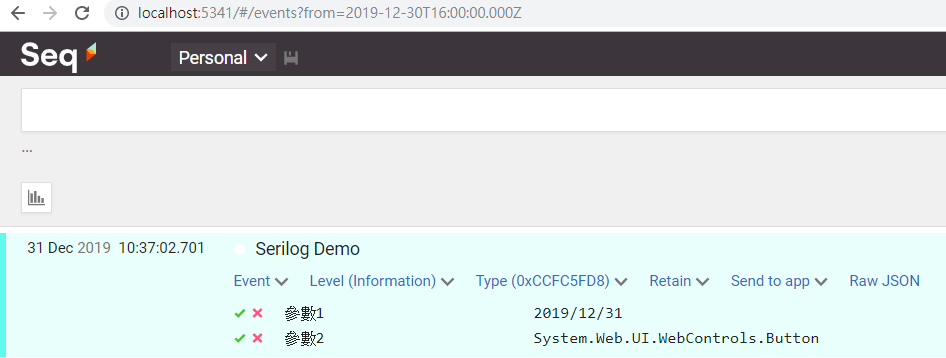 localhost:5341/#/events?from=2019-12-30T16:00:00.000Z
Seq Personal
...
31 Dec 2019 10:37:02.701 Serilog Demo
Event Level (Information) Type (0xCCFC5FD8) Retain Send to app Raw JSON
參數1 2019/12/31
參數2 System.Web.UI.WebControls.Button